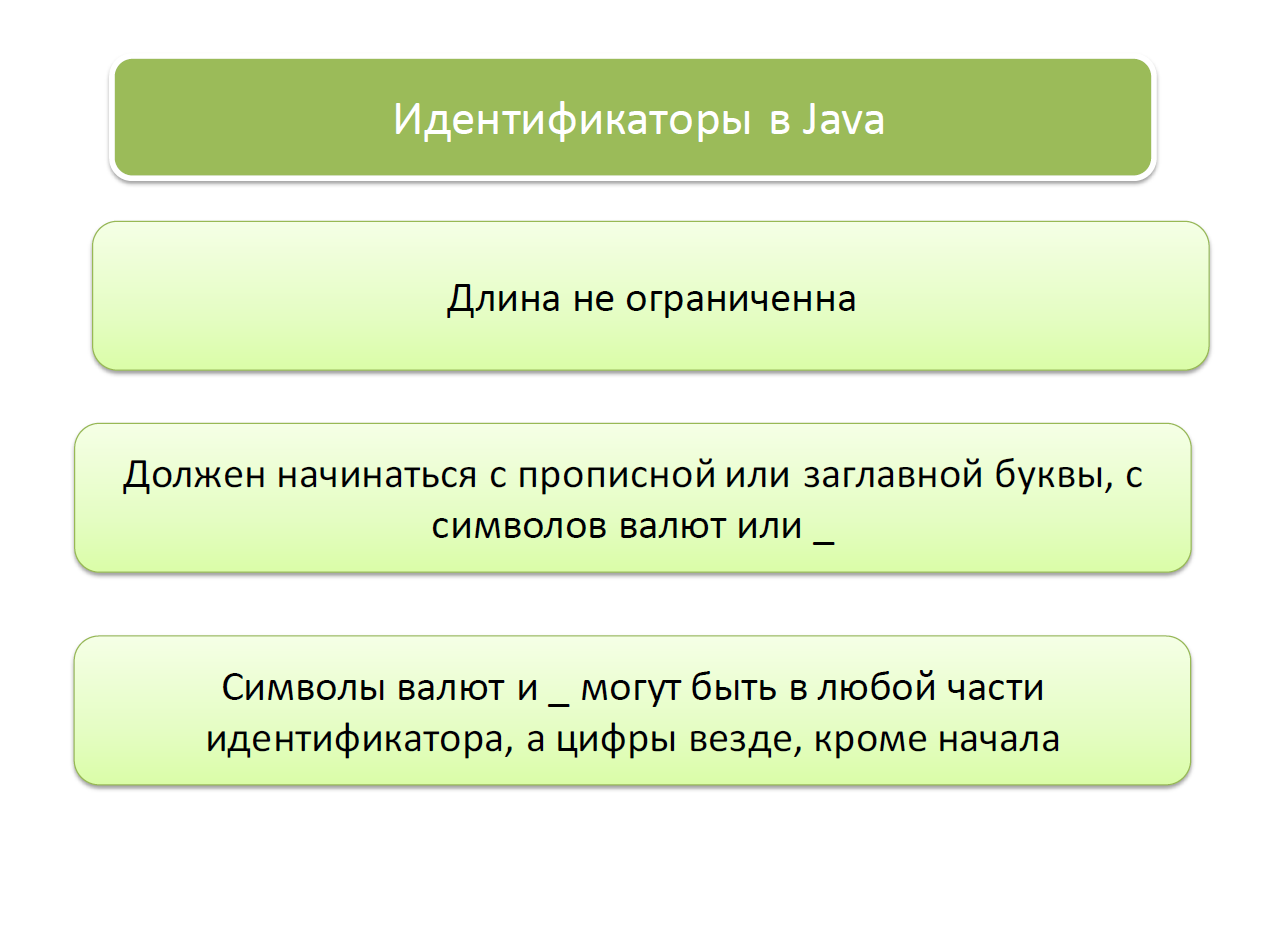 Идентификаторы в Java
Длина не ограниченна
Должен начинаться с прописной или заглавной буквы, с
символов валют или _
Символы валют и _ могут быть в любой части
идентификатора, а цифры везде, кроме начала